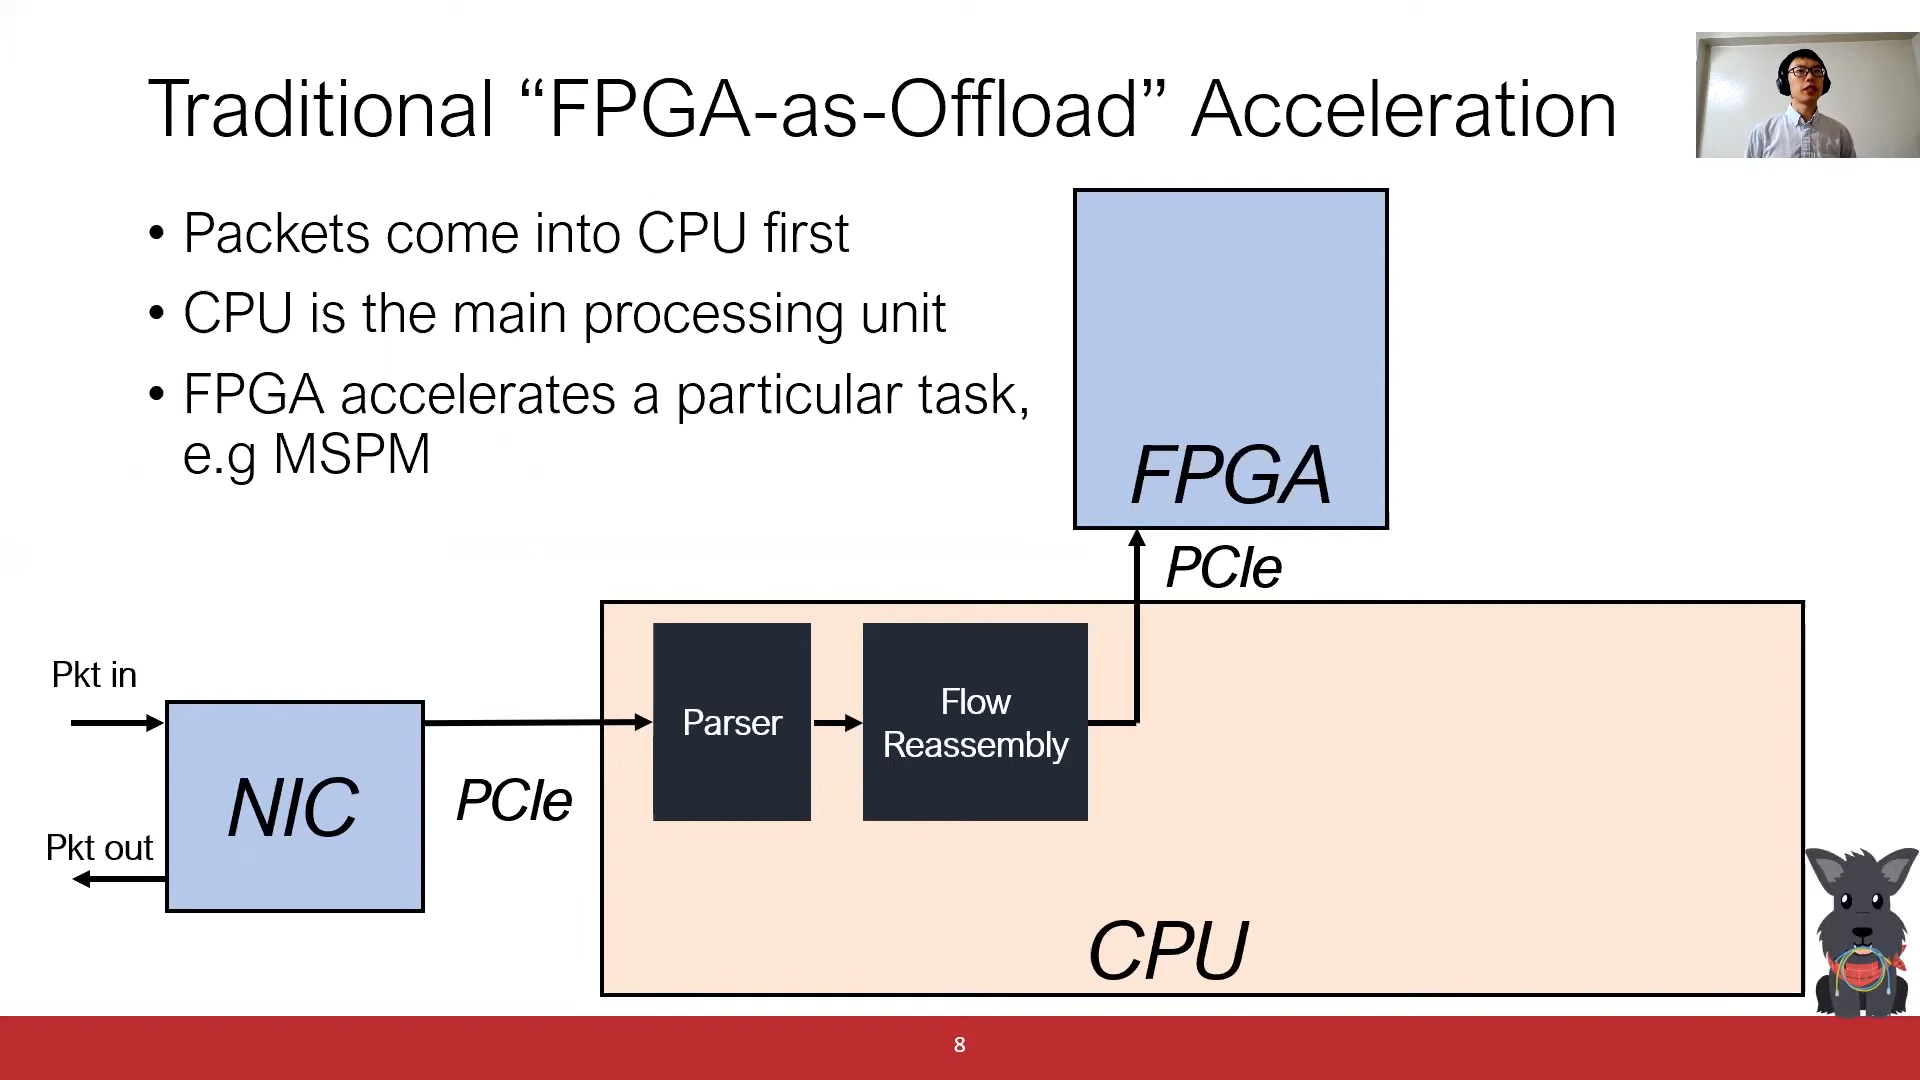 Traditional “FPGA-as-Offload” Acceleration
• Packets come into CPU first
• CPU is the main processing unit
• FPGA accelerates a particular task,
e.g MSPM
FPGA
PCIe
Pkt in
Parser
Flow
Reassembly
NIC
PCIe
Pkt out
CPU
8